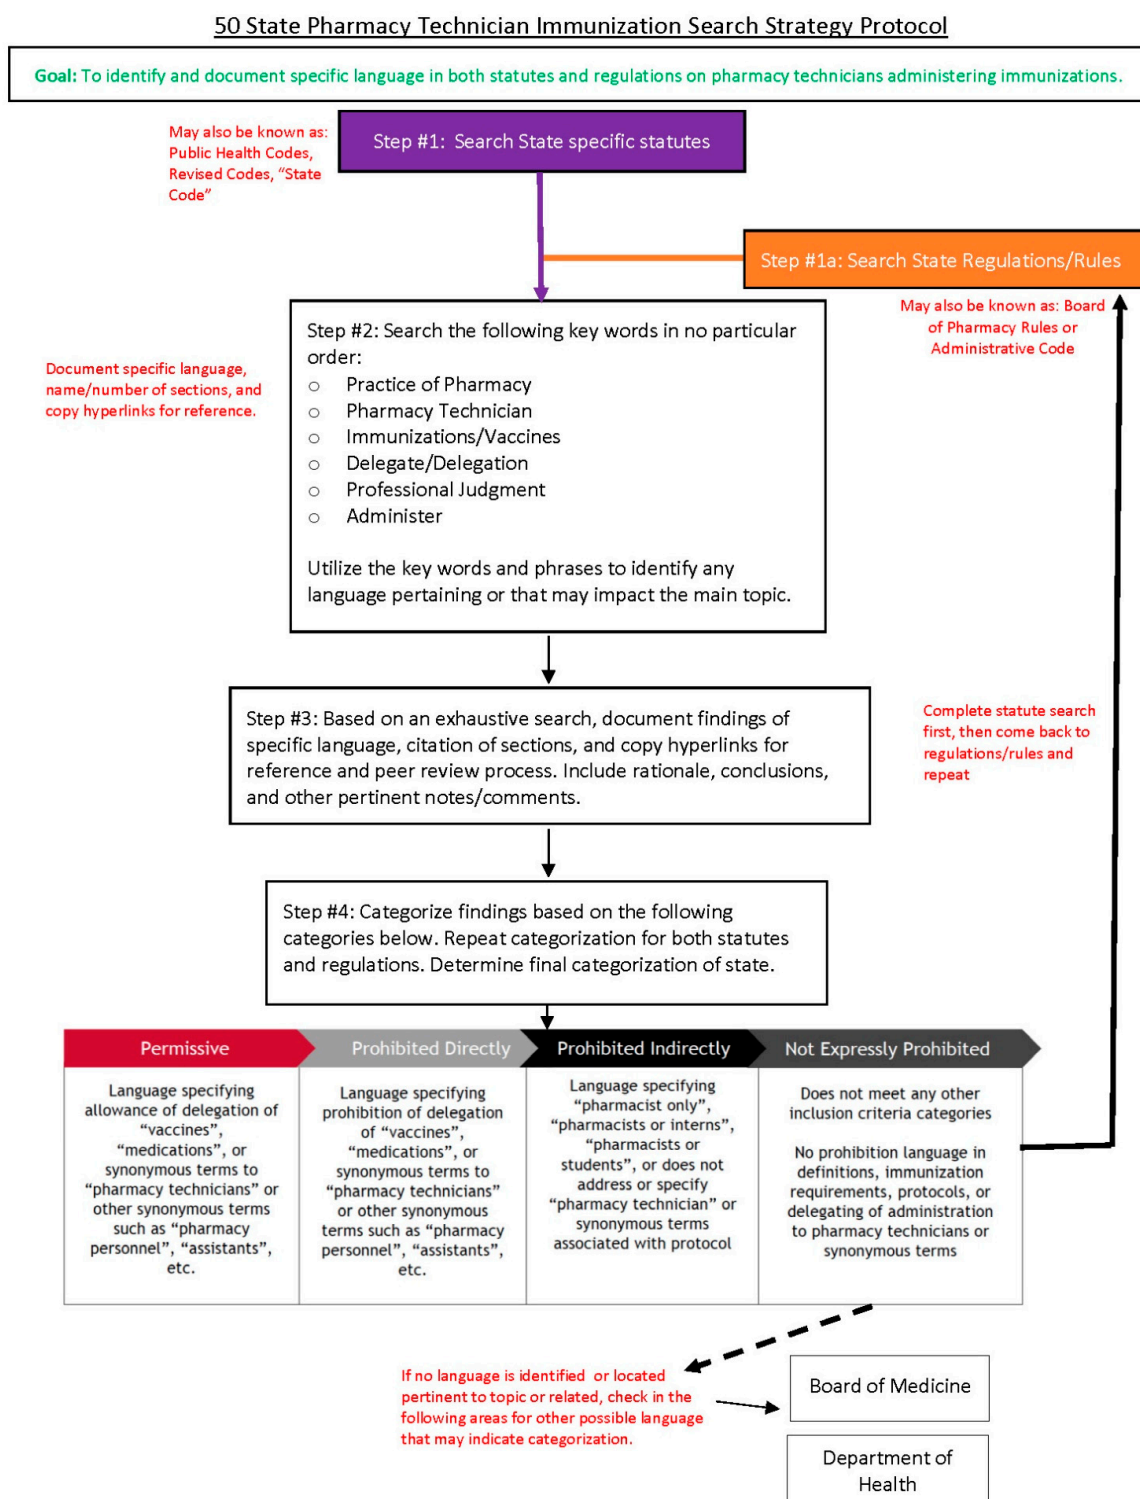 50 State Pharmacy Technician Immunization Search Strategy Protocol
Goal: To identify and document specific language in both statutes and regulations on pharmacy technicians administering immunizations.
May also be known as:
Public Health Codes,
Revised Codes, “State
Code”
Step #1: Search State specific statutes
Step #1a: Search State Regulations/Rules
May also be known as: Board
of Pharmacy Rules or
Administrative Code
Document specific language,
name/number of sections, and
copy hyperlinks for reference.
Step #2: Search the following key words in no particular
order:
o Practice of Pharmacy
o Pharmacy Technician
o Immunizations/Vaccines
o Delegate/Delegation
o Professional Judgment
o Administer
Utilize the key words and phrases to identify any
language pertaining or that may impact the main topic.
Step #3: Based on an exhaustive search, document findings of
specific language, citation of sections, and copy hyperlinks for
reference and peer review process. Include rationale, conclusions,
and other pertinent notes/comments.
Complete statute search
first, then come back to
regulations/rules and
repeat
Step #4: Categorize findings based on the following
categories below. Repeat categorization for both statutes
and regulations. Determine final categorization of state.
Permissive
Language specifying
allowance of delegation of
“vaccines”,
“medications”, or
synonymous terms to
“pharmacy technicians” or
other synonymous terms
such as “pharmacy
personnel”, “assistants”,
etc.
Prohibited Directly
Language specifying
prohibition of delegation
of “vaccines”,
“medications”, or
synonymous terms to
“pharmacy technicians”
or other synonymous
terms such as “pharmacy
personnel”, “assistants”,
etc.
Prohibited Indirectly
Language specifying
“pharmacist only”,
“pharmacists or interns”,
“pharmacists or
students”, or does not
address or specify
“pharmacy technician” or
synonymous terms
associated with protocol
Not Expressly Prohibited
Does not meet any other
inclusion criteria categories
No prohibition language in
definitions, immunization
requirements, protocols, or
delegating of administration
to pharmacy technicians or
synonymous terms
If no language is identified or located
pertinent to topic or related, check in the
following areas for other possible language
that may indicate categorization.
Board of Medicine
Department of
Health